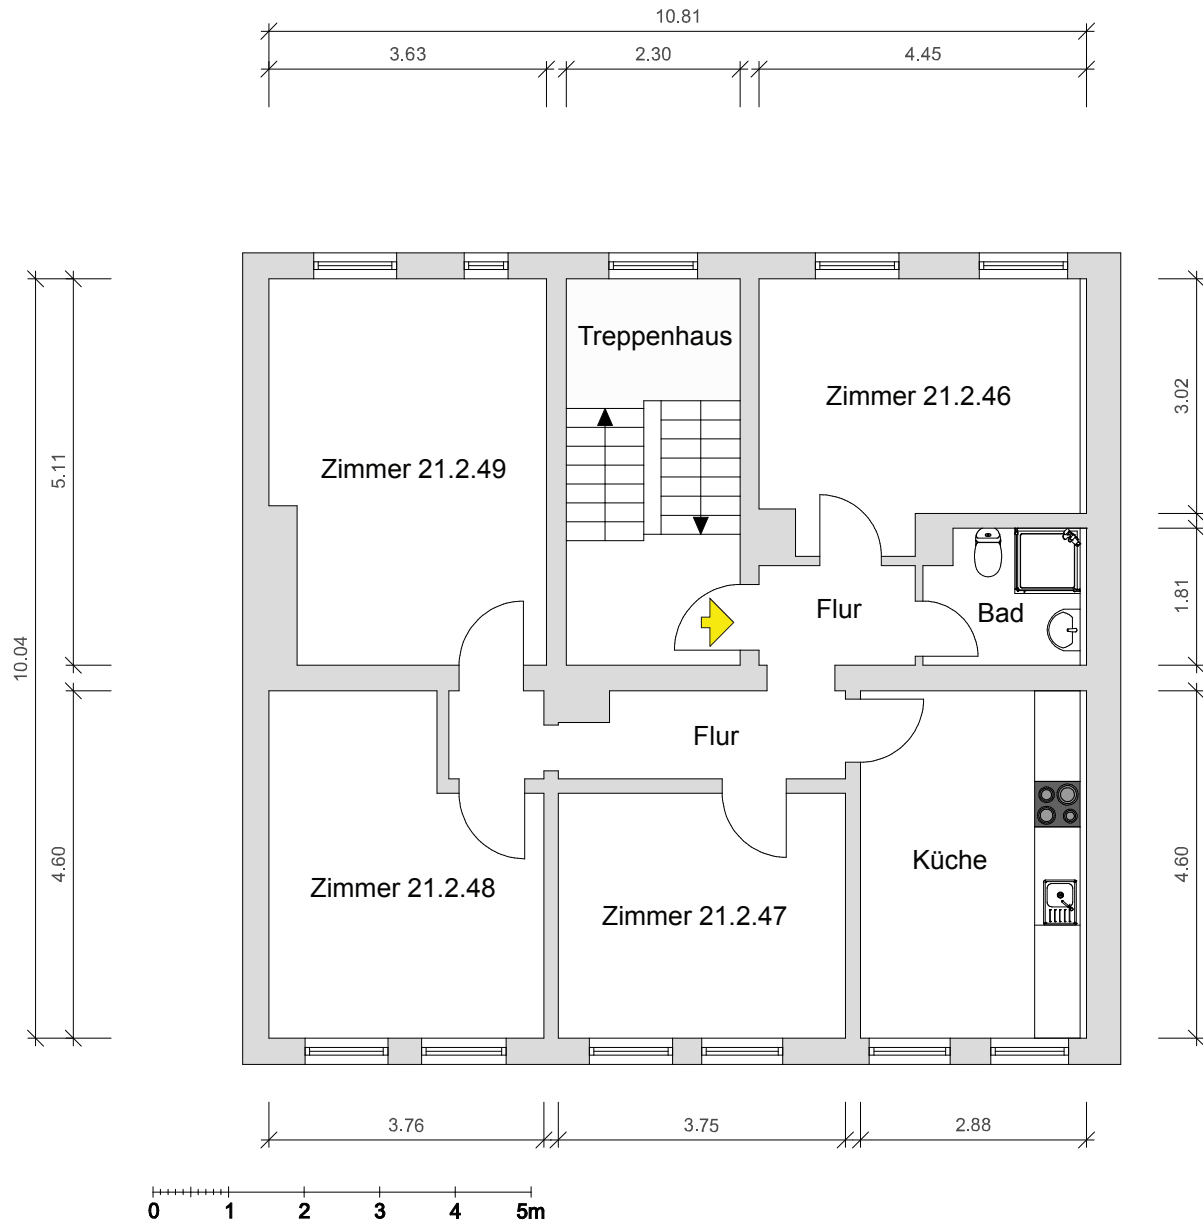 10.81
3.63
2.30
4.45
Treppenhaus
Zimmer 21.2.46
3.02
5.11
Zimmer 21.2.49
1.81
Flur
Bad
10.04
Flur
4.60
Küche
4.60
Zimmer 21.2.48
Zimmer 21.2.47
3.76
3.75
2.88
0 1 2 3 4 5m